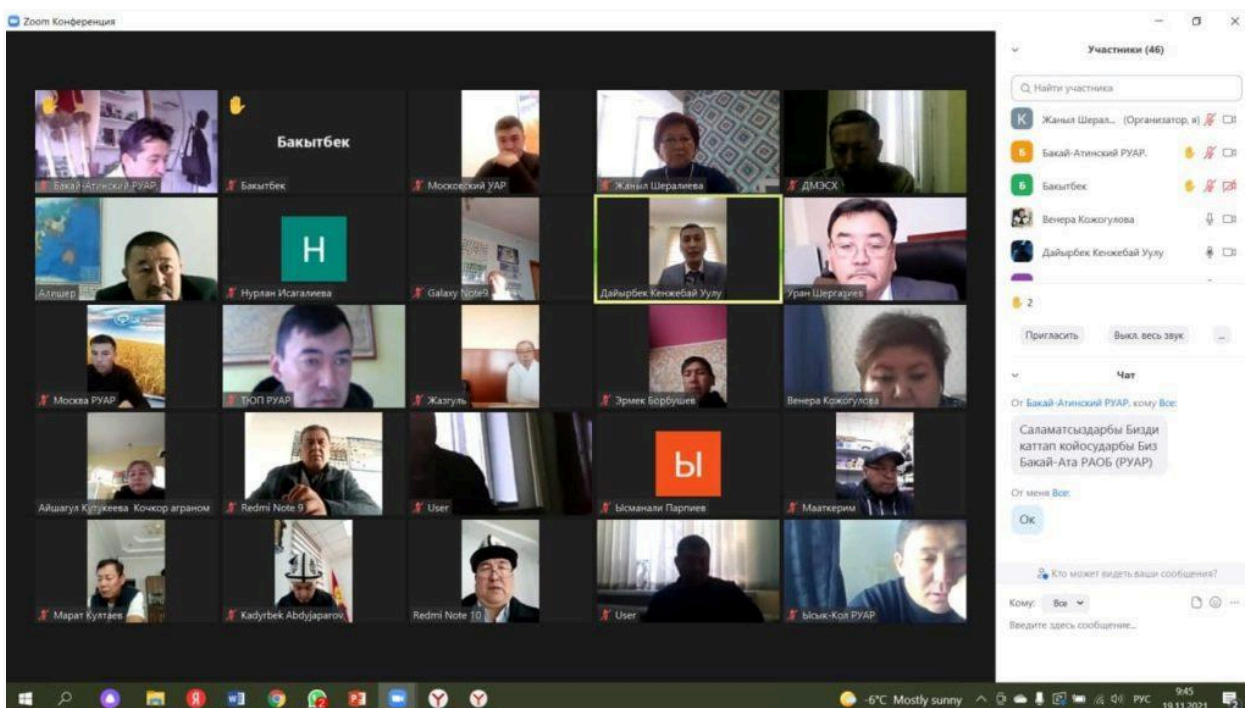 Zoom Конференция
Бакай-Атинский РУАР.
Бакытбек
Бакытбек
Московский УАР
Жаныл Шералиева
ДМЭСХ
Алишер
Н
Нурлан Исагалиева
Galaxy Note9
Дайырбек Кенжебай Уулу
Уран Шергазиев
Москва РУАР
ТЮП РУАР
Жазгуль
Эрмек Борбушев
Венера Кожогулова
Айшагул Кутукеева Кочкор аграном
Redmi Note 9
User
Ы
Ысманали Парпиев
Мааткерим
Марат Култаев
Kadyrbek Abdyjaparov
Redmi Note 10
User
Ысык-Кол РУАР
Участники (46)
Найти участника
К Жаныл Шерал... (Организатор, я)
Б Бакай-Атинский РУАР.
Б Бакытбек
Венера Кожогулова
Дайырбек Кенжебай Уулу
2
Пригласить Выкл. весь звук ...
Чат
От Бакай-Атинский РУАР. кому Все:
Саламатсыздарбы Бизди
каттап койосударбы Биз
Бакай-Ата РАОБ (РУАР)
От меня Все:
Ок
Кто может видеть ваши сообщения?
Кому: Все
Введите здесь сообщение...
-6°C Mostly sunny
РУС
9:45
19.11.2021